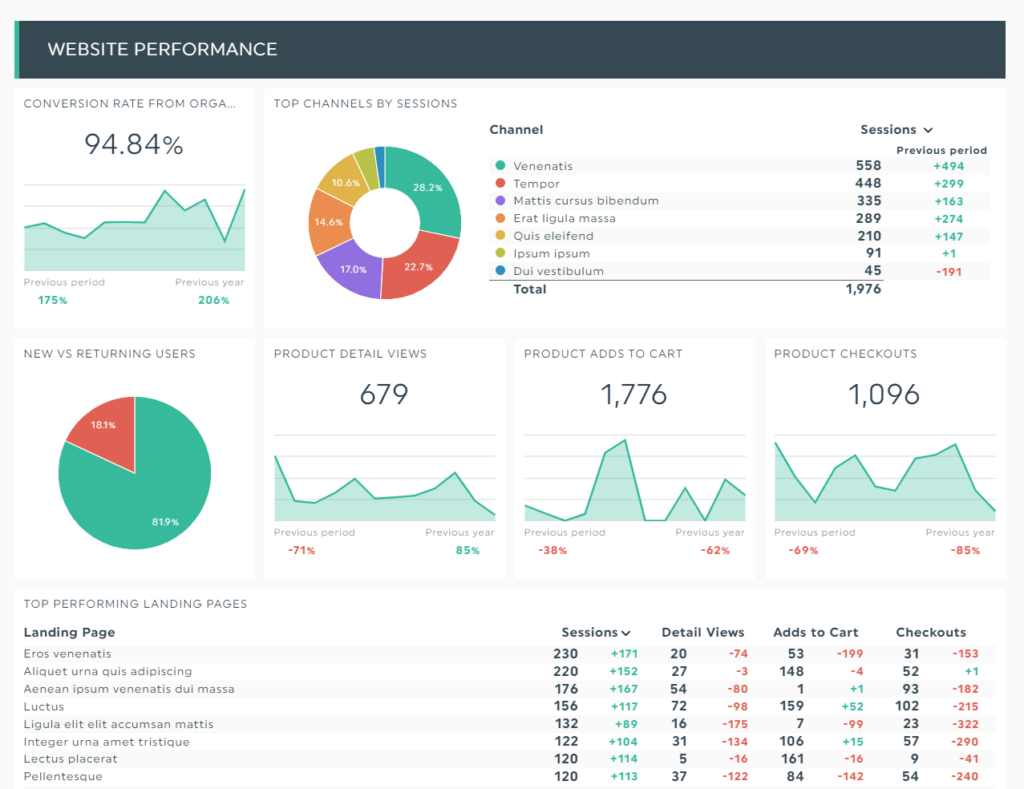 WEBSITE PERFORMANCE
CONVERSION RATE FROM ORGA...
94.84%
Previous period
Previous year
175%
206%
TOP CHANNELS BY SESSIONS
28.2%
22.7%
17.0%
14.6%
10.6%
Channel Sessions
Previous period
Venenatis 558 +494
Tempor 448 +299
Mattis cursus bibendum 335 +163
Erat ligula massa 289 +274
Quis eleifend 210 +147
Ipsum ipsum 91 +1
Dui vestibulum 45 -191
Total 1,976
NEW VS RETURNING USERS
18.1%
81.9%
PRODUCT DETAIL VIEWS
679
Previous period Previous year
-71% 85%
PRODUCT ADDS TO CART
1,776
Previous period Previous year
-38% -62%
PRODUCT CHECKOUTS
1,096
Previous period Previous year
-69% -85%
TOP PERFORMING LANDING PAGES
Landing Page Sessions Detail Views Adds to Cart Checkouts
Eros venenatis 230 +171 20 -74 53 -199 31 -153
Aliquet urna quis adipiscing 220 +152 27 -3 148 -4 52 +1
Aenean ipsum venenatis dui massa 176 +167 54 -80 1 +1 93 -182
Luctus 156 +117 72 -98 159 +52 102 -215
Ligula elit elit accumsan mattis 132 +89 16 -175 7 -99 23 -322
Integer urna amet tristique 122 +104 31 -134 106 +15 57 -290
Lectus placerat 120 +114 5 -16 161 -16 9 -41
Pellentesque 120 +113 37 -122 84 -142 54 -240